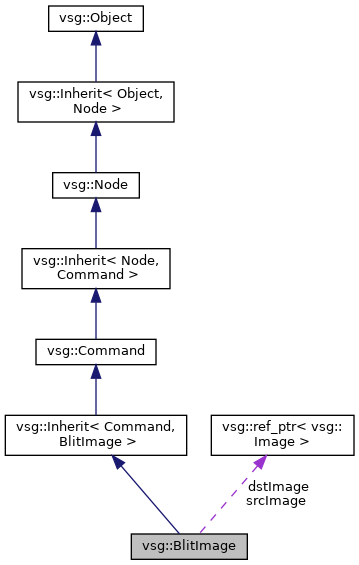 vsg::Object
vsg::Inherit< Object,
Node >
vsg::Node
vsg::Inherit< Node,
Command >
vsg::Command
vsg::Inherit< Command,
BlitImage >
vsg::ref_ptr< vsg::
Image >
dstImage
srcImage
vsg::BlitImage